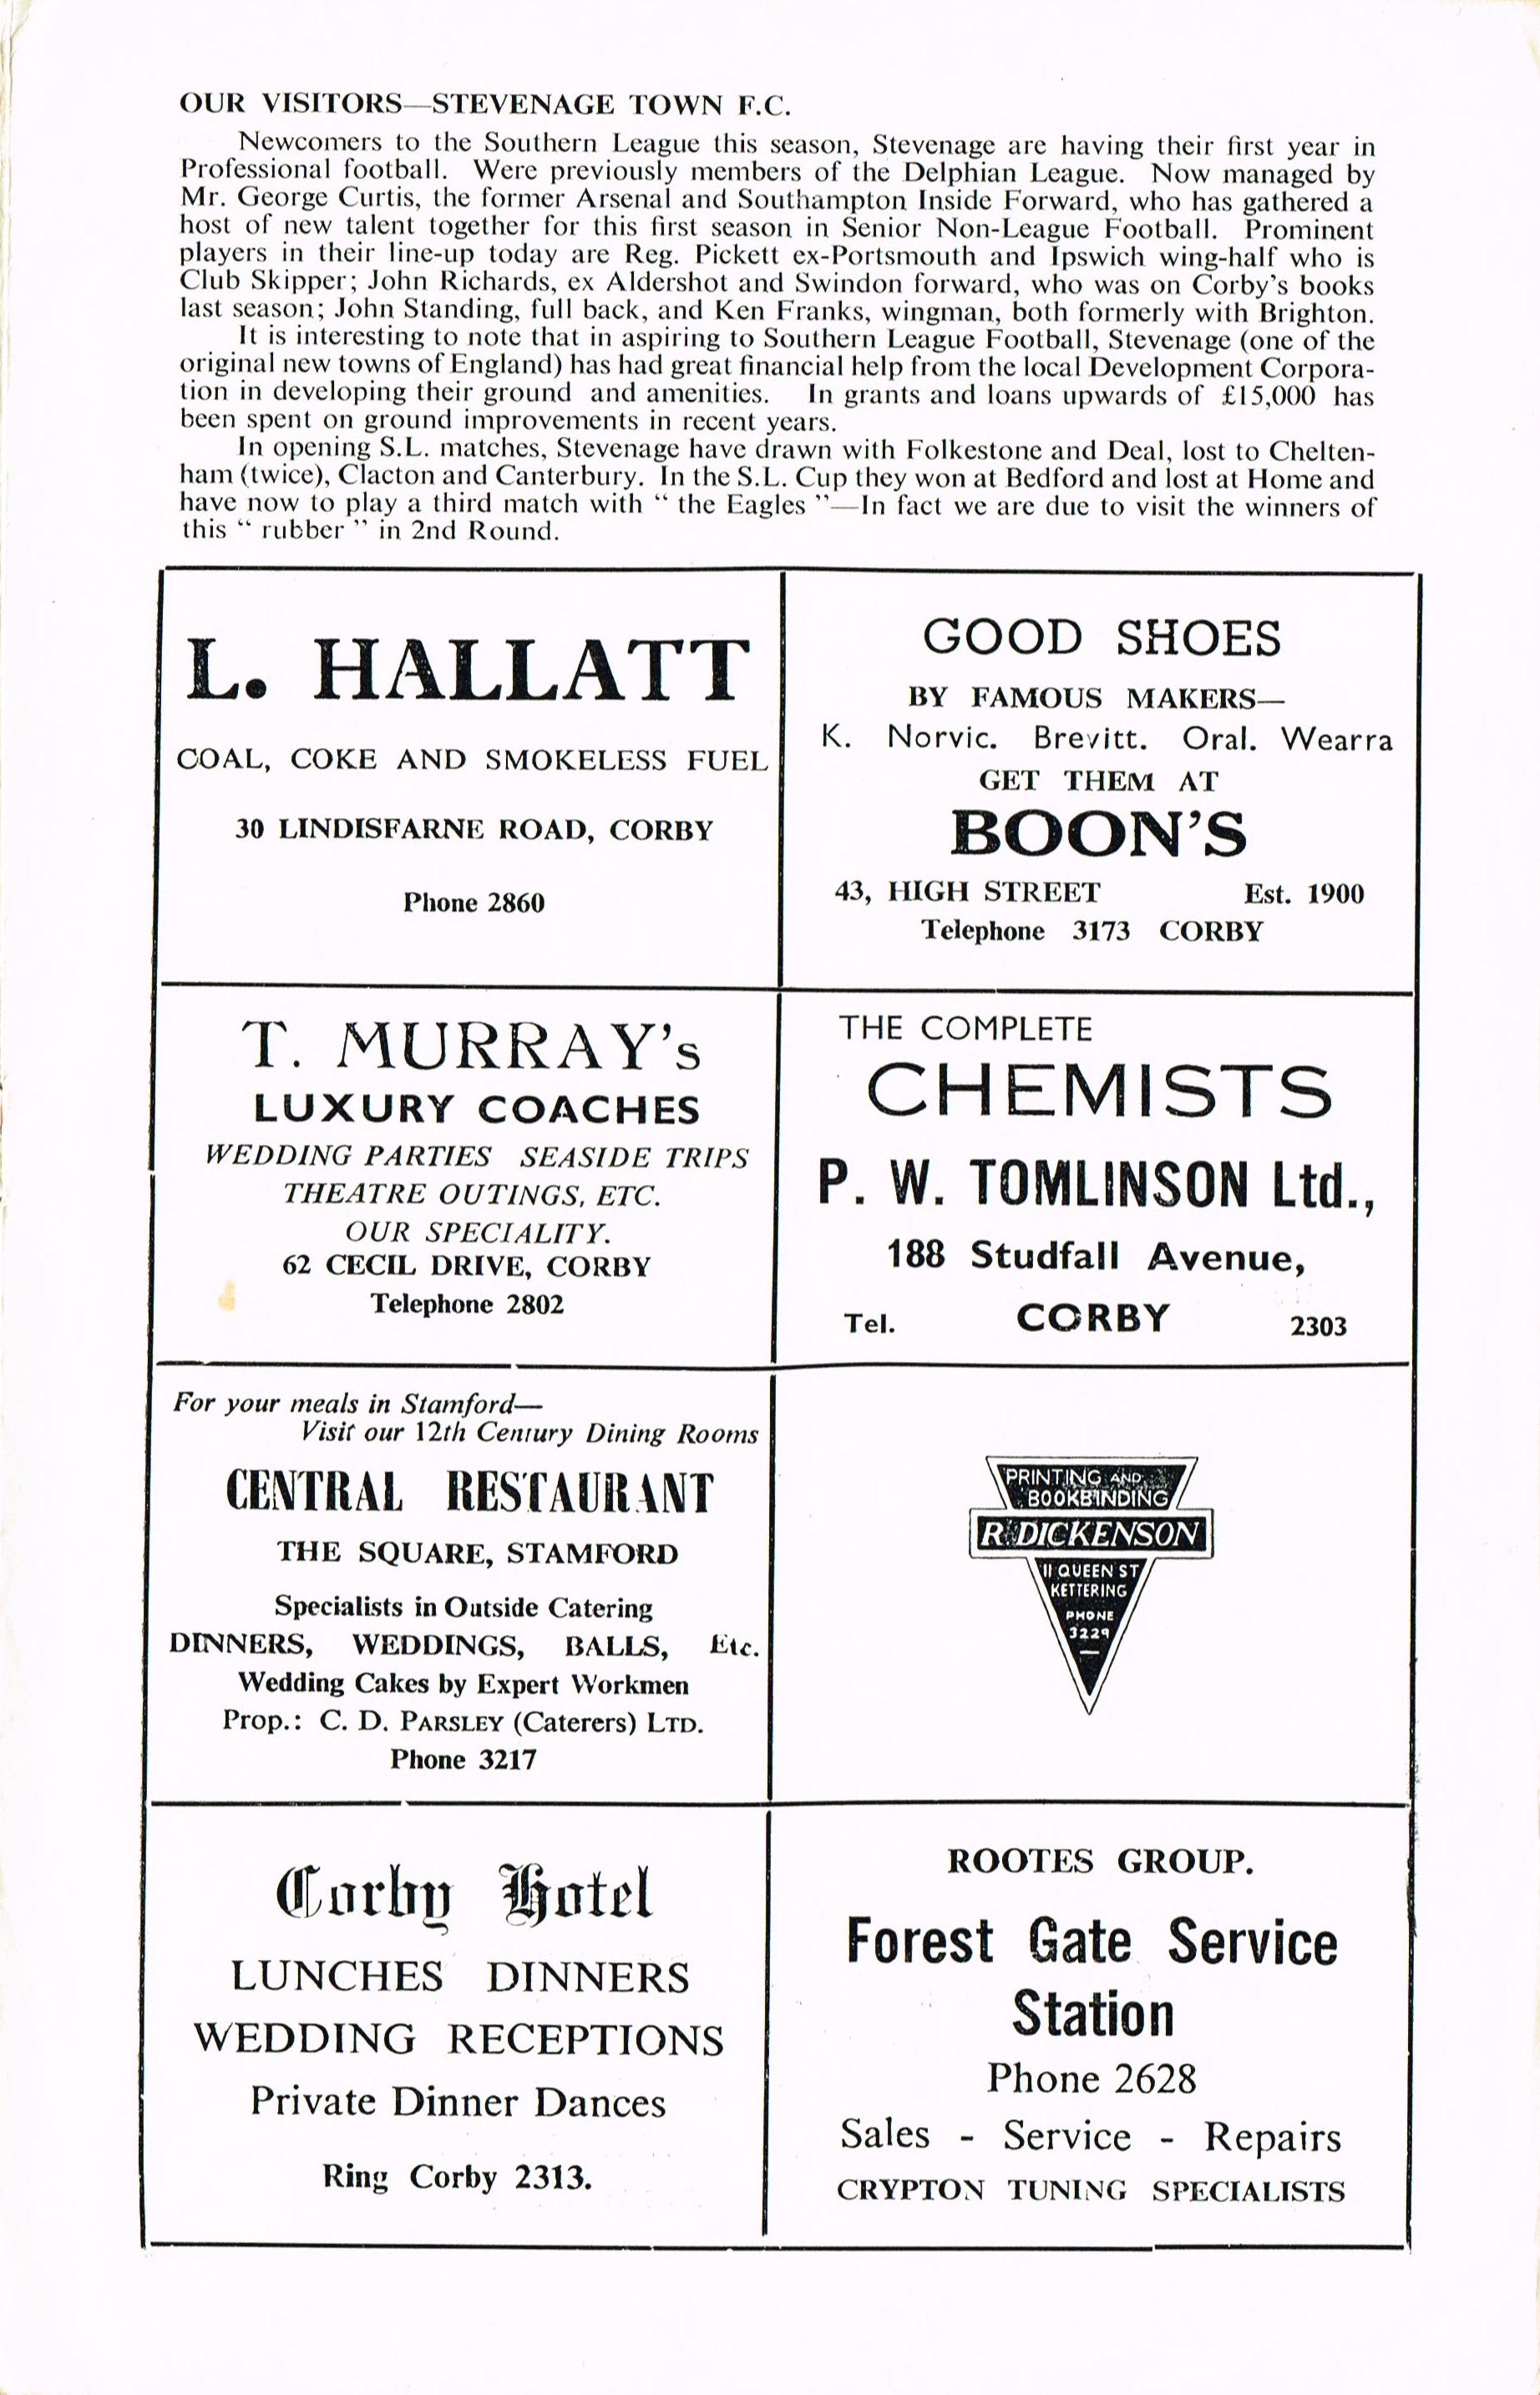 OUR VISITORS—STEVENAGE TOWN F.C.
Newcomers to the Southern League this season, Stevenage are having their first year in
Professional football. Were previously members of the Delphian League. Now managed by
Mr. George Curtis, the former Arsenal and Southampton Inside Forward, who has gathered a
host of new talent together for this first season in Senior Non-League Football. Prominent
players in their line-up today are Reg. Pickett ex-Portsmouth and Ipswich wing-half who is
Club Skipper; John Richards, ex Aldershot and Swindon forward, who was on Corby's books
last season; John Standing, full back, and Ken Franks, wingman, both formerly with Brighton.
It is interesting to note that in aspiring to Southern League Football, Stevenage (one of the
original new towns of England) has had great financial help from the local Development Corpora-
tion in developing their ground and amenities. In grants and loans upwards of £15,000 has
been spent on ground improvements in recent years.
In opening S.L. matches, Stevenage have drawn with Folkestone and Deal, lost to Chelten-
ham (twice), Clacton and Canterbury. In the S.L. Cup they won at Bedford and lost at Home and
have now to play a third match with “ the Eagles ”—In fact we are due to visit the winners of
this “ rubber ” in 2nd Round.
L. HALLATT
COAL, COKE AND SMOKELESS FUEL
30 LINDISFARNE ROAD, CORBY
Phone 2860
GOOD SHOES
BY FAMOUS MAKERS—
K. Norvic. Brevitt. Oral. Wearra
GET THEM AT
BOON'S
43, HIGH STREET Est. 1900
Telephone 3173 CORBY
T. MURRAY's
LUXURY COACHES
WEDDING PARTIES SEASIDE TRIPS
THEATRE OUTINGS, ETC.
OUR SPECIALITY.
62 CECIL DRIVE, CORBY
Telephone 2802
THE COMPLETE
CHEMISTS
P. W. TOMLINSON Ltd.,
188 Studfall Avenue,
Tel. CORBY 2303
For your meals in Stamford—
Visit our 12th Century Dining Rooms
CENTRAL RESTAURANT
THE SQUARE, STAMFORD
Specialists in Outside Catering
DINNERS, WEDDINGS, BALLS, Etc.
Wedding Cakes by Expert Workmen
Prop.: C. D. PARSLEY (Caterers) LTD.
Phone 3217
PRINTING AND
BOOKBINDING
R. DICKENSON
11 QUEEN ST
KETTERING
PHONE
3229
Corby Hotel
LUNCHES DINNERS
WEDDING RECEPTIONS
Private Dinner Dances
Ring Corby 2313.
ROOTES GROUP.
Forest Gate Service
Station
Phone 2628
Sales - Service - Repairs
CRYPTON TUNING SPECIALISTS